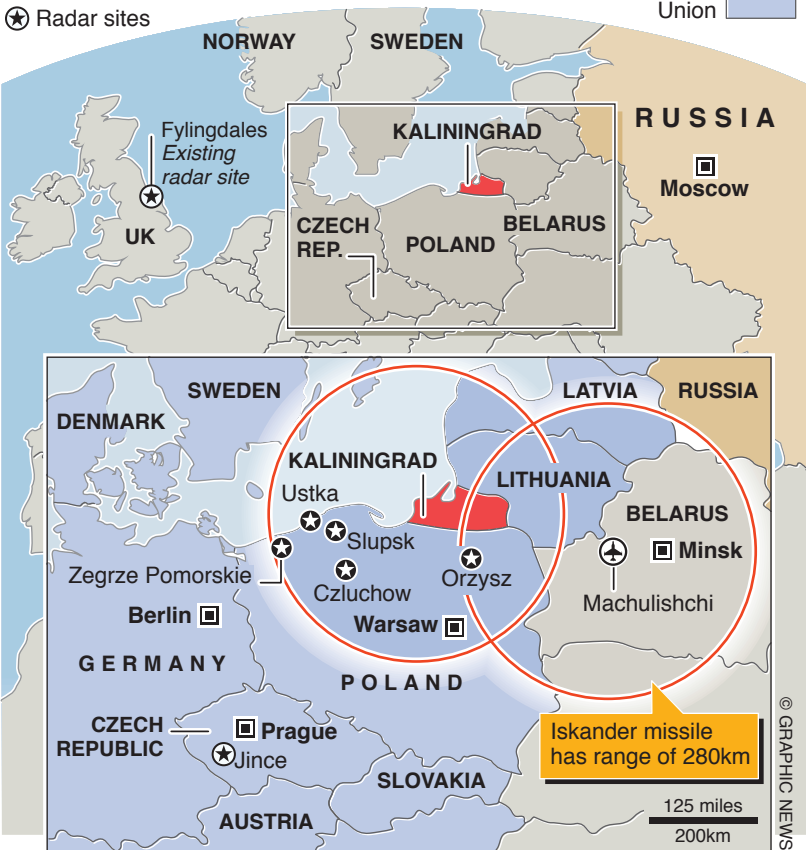 Radar sites
Union
NORWAY
SWEDEN
RUSSIA
Fylingdales
Existing
radar site
KALININGRAD
Moscow
UK
CZECH
REP.
POLAND
BELARUS
SWEDEN
LATVIA
RUSSIA
DENMARK
KALININGRAD
LITHUANIA
Ustka
BELARUS
Slupsk
Minsk
Zegrze Pomorskie
Czluchow
Orzysz
Machulishchi
Berlin
Warsaw
GERMANY
POLAND
CZECH
REPUBLIC
Prague
Jince
Iskander missile
has range of 280km
SLOVAKIA
AUSTRIA
125 miles
200km
© GRAPHIC NEWS